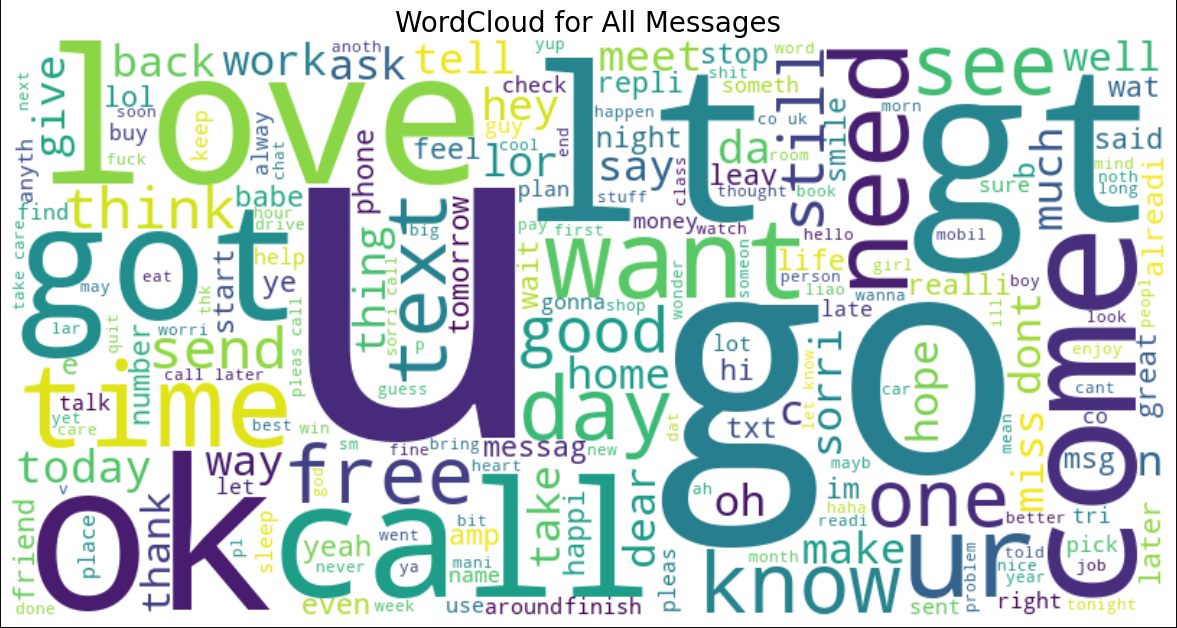 WordCloud for All Messages
love
lt
gt
u
go
got
ok
call
come
need
want
time
day
free
know
ur
one
see
good
text
think
send
still
back
work
ask
tell
meet
stop
well
wat
said
give
lol
soon
buy
fuck
keep
next
anyth
alway
chat
anoth
yup
word
shit
someth
repli
check
hey
guy
cool
end
happen
co uk
morn
smile
night
say
da
room
leav
class
thought
book
feel
lor
plan
stuff
phone
babe
hour
drive
find
take care
may
eat
lar
thk
quit
worri
start
help
ye
number
call later
talk
yet
care
best
win
pleas call
thing
sorri call
big
p
guess
tomorrow
pay
first
wait
money
watch
hello
life
person
liao
someon
wonder
gonna
shop
home
late
wanna
girl
mobil
realli
boy
ill
sure
b
much
mind
noth
long
alreadi
peopl
look
enjoy
cant
co
great
dont
miss
mean
hope
car
lot
hi
txt
c
let know
sorri
dat
new
messag
fine
bring
sm
god
heart
way
let
today
v
friend
place
done
thank
pl
sleep
yeah
never
even
week
went
ya
bit
amp
mani
name
use
around
finish
take
happi
dear
pleas
oh
ah
mayb
im
haha
readi
month
make
sent
problem
told
nice
year
right
better
tri
pick
job
tonight
later
msg
n
e